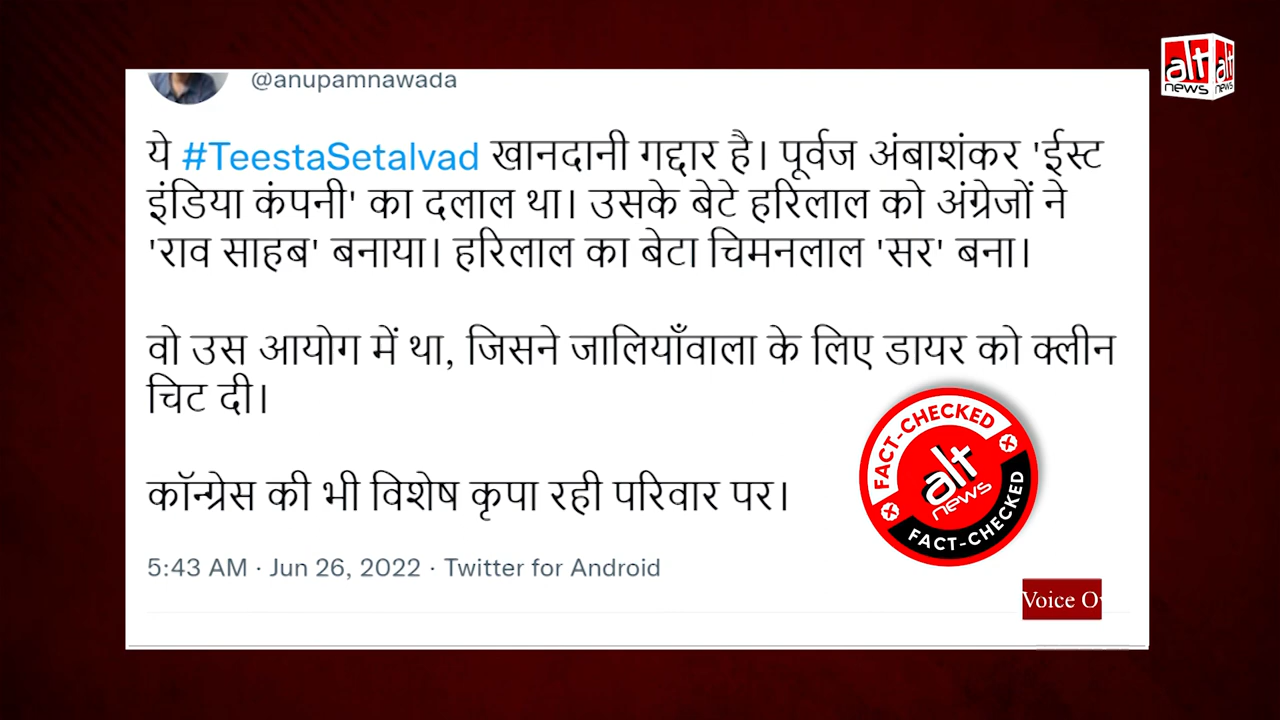 alt alt
news news
@anupamnawada
ये #TeestaSetalvad खानदानी गद्दार है। पूर्वज अंबाशंकर 'ईस्ट
इंडिया कंपनी' का दलाल था। उसके बेटे हरिलाल को अंग्रेजों ने
'राव साहब' बनाया। हरिलाल का बेटा चिमनलाल 'सर' बना।
वो उस आयोग में था, जिसने जालियाँवाला के लिए डायर को क्लीन
चिट दी।
कॉन्ग्रेस की भी विशेष कृपा रही परिवार पर।
FACT-CHECKED
alt
news
FACT-CHECKED
5:43 AM · Jun 26, 2022 · Twitter for Android
Voice